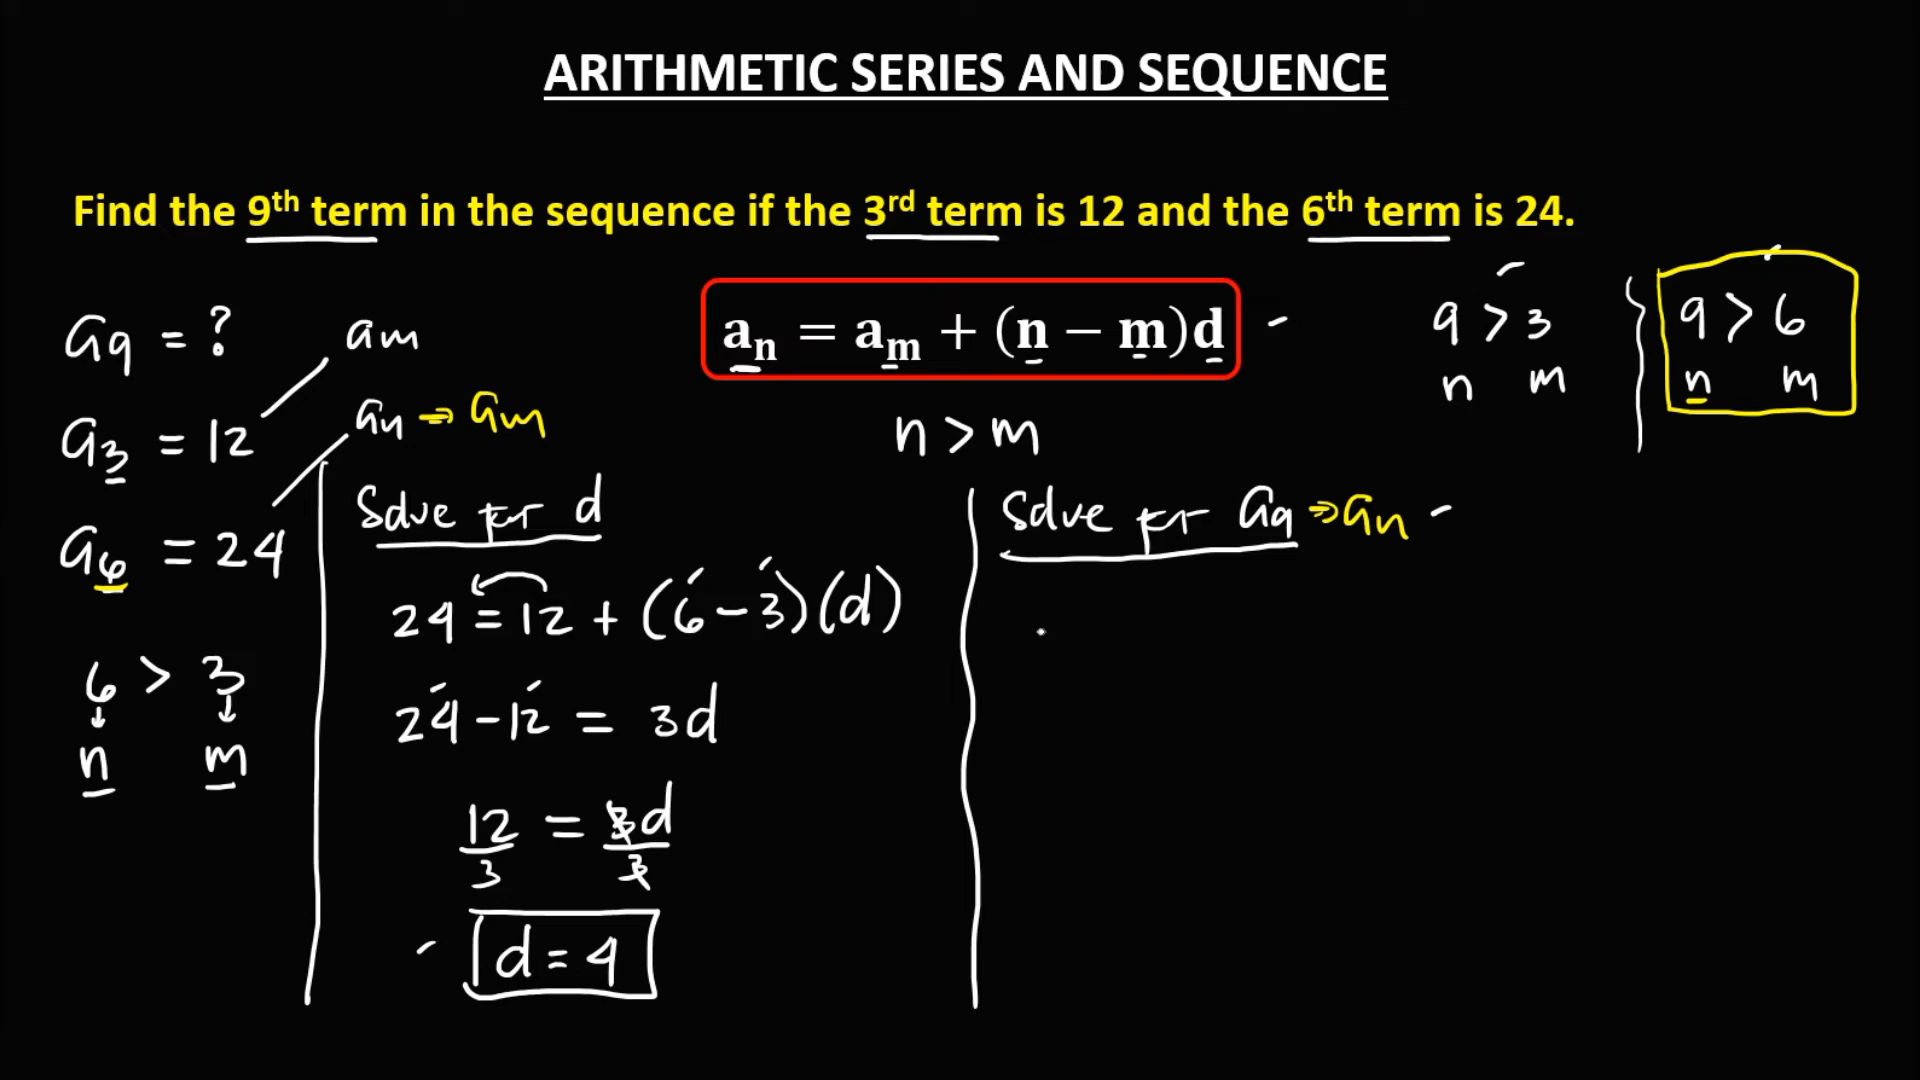 ARITHMETIC SERIES AND SEQUENCE
Find the 9th term in the sequence if the 3rd term is 12 and the 6th term is 24.
a9 = ?
am
an = am + (n − m)d
9 > 3
n m
9 > 6
n m
a3 = 12
an ⇒ am
n > m
a6 = 24
6 > 3
n m
Solve for d
24 = 12 + (6 − 3)(d)
24 − 12 = 3d
12/3 = 3d/3
d = 4
Solve for a9 ⇒ an